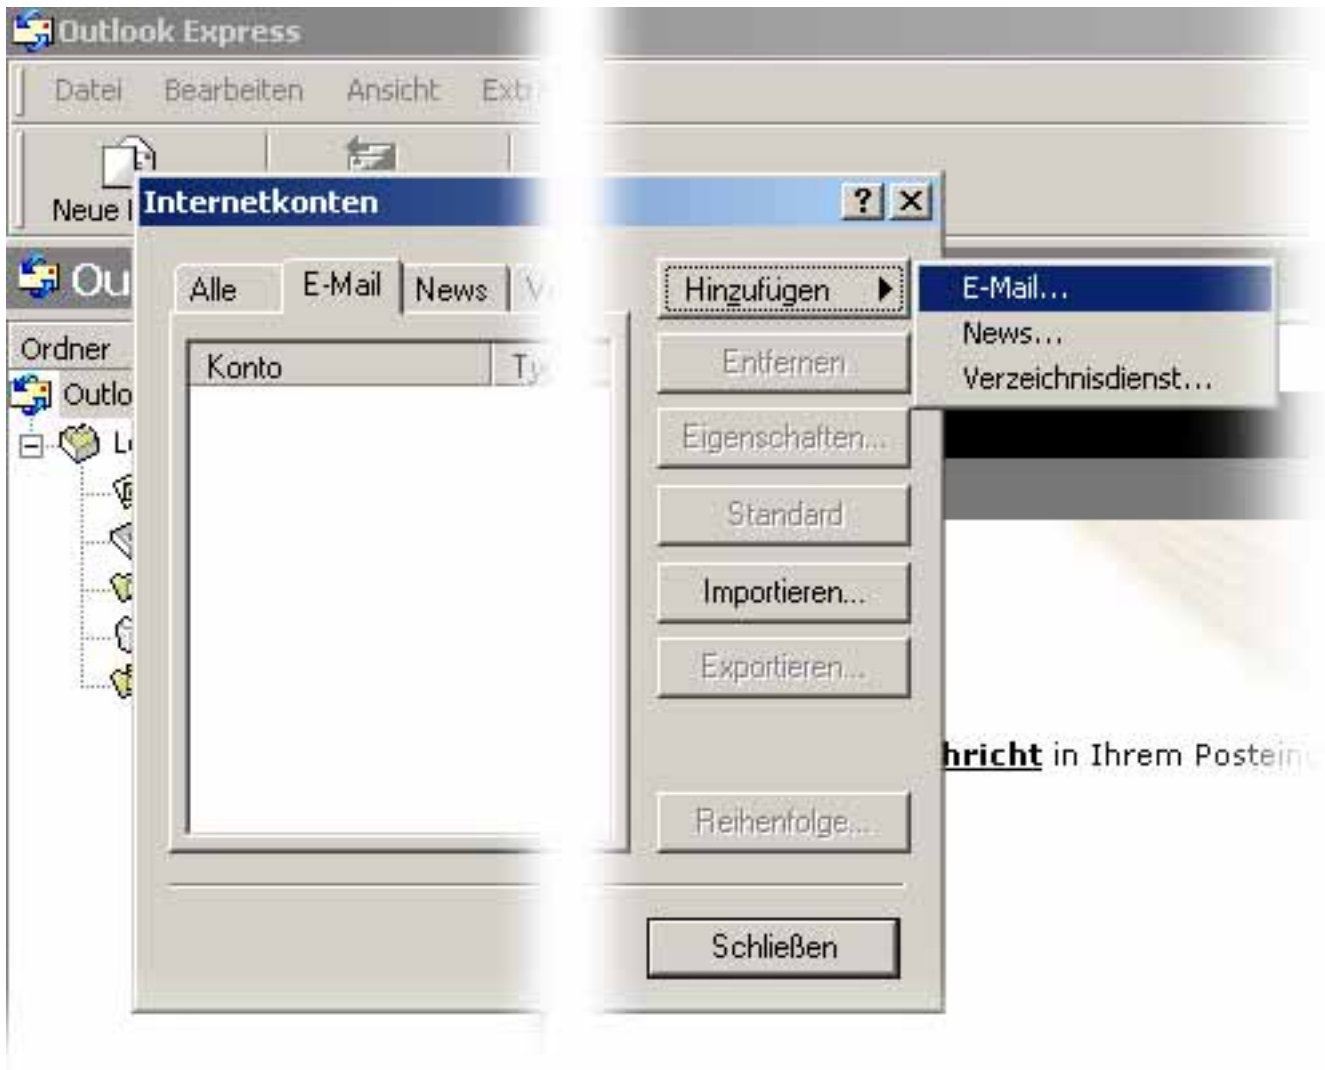 Outlook Express
Datei Bearbeiten Ansicht
Neue
Internetkonten
Alle E-Mail News
Hinzufügen
E-Mail...
News...
Verzeichnisdienst...
Ordner
Konto
Entfernen
Eigenschaften...
Standard
Importieren...
Exportieren...
hricht in Ihrem
Reihenfolge...
Schließen